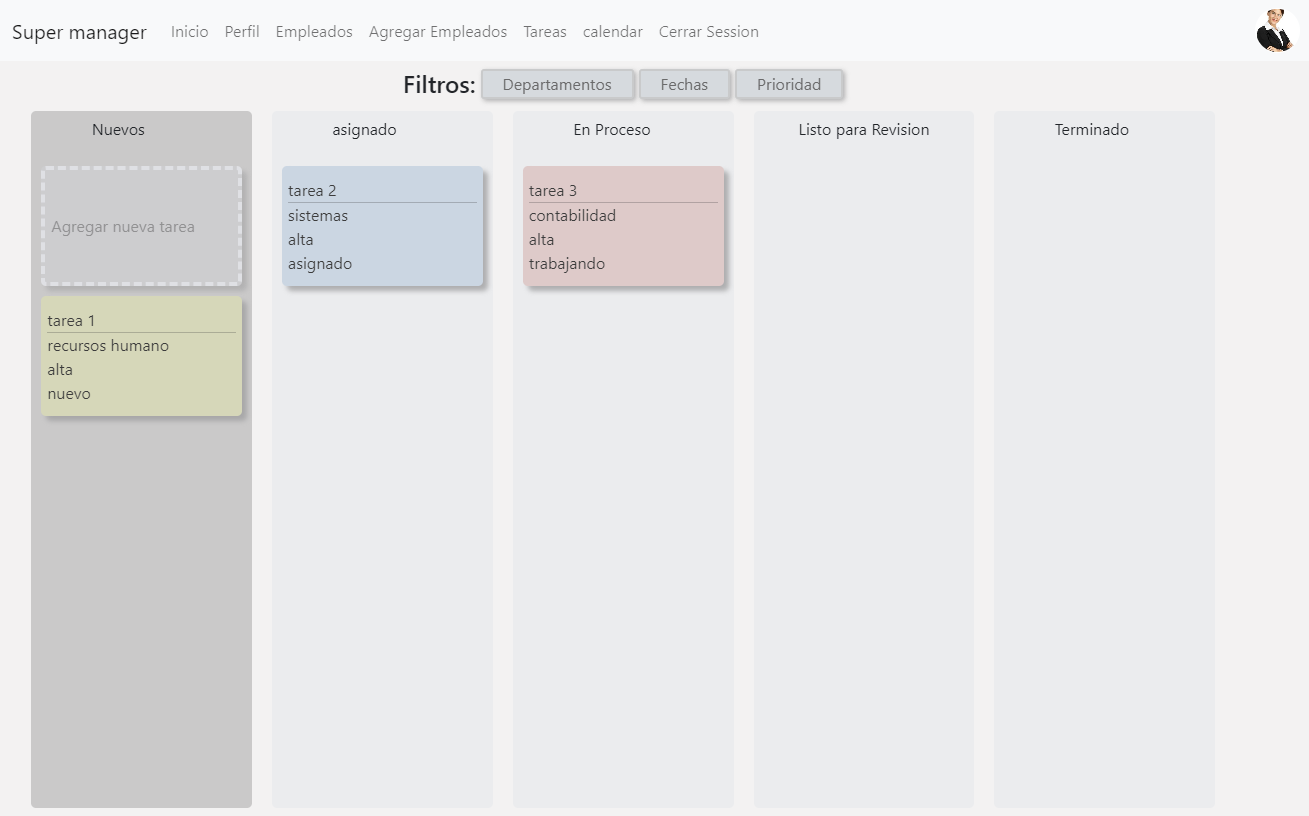 Super manager Inicio Perfil Empleados Agregar Empleados Tareas calendar Cerrar Session
Filtros: Departamentos Fechas Prioridad
Nuevos
Agregar nueva tarea
tarea 1
recursos humano
alta
nuevo
asignado
tarea 2
sistemas
alta
asignado
En Proceso
tarea 3
contabilidad
alta
trabajando
Listo para Revision
Terminado